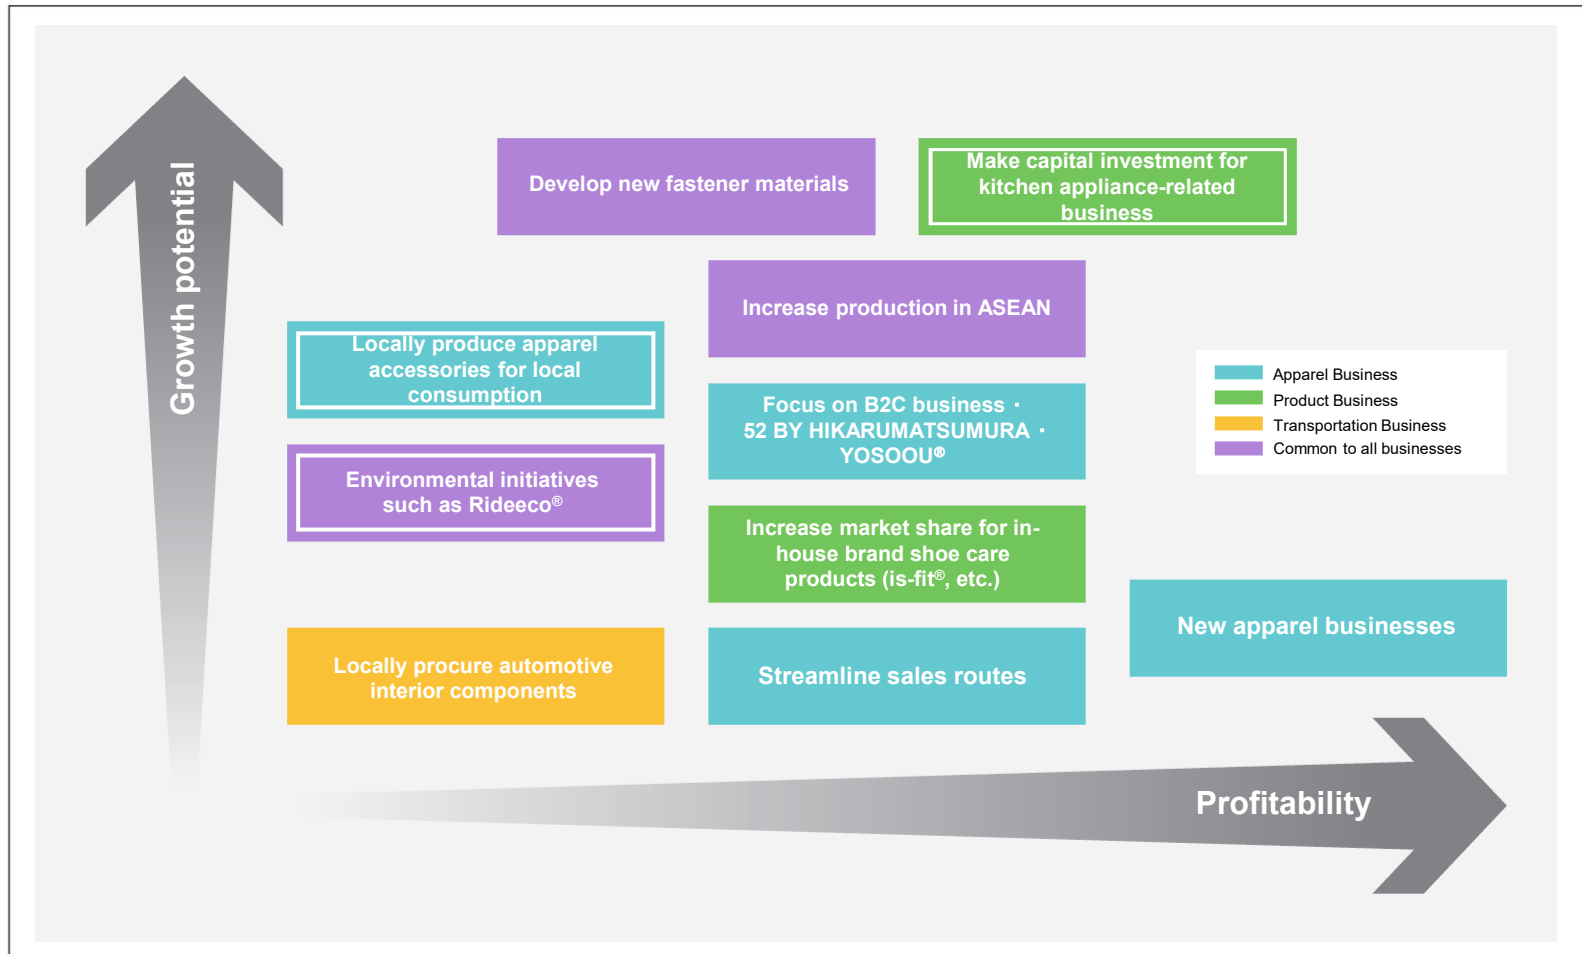 Growth potential
Develop new fastener materials
Make capital investment for
kitchen appliance-related
business
Increase production in ASEAN
Locally produce apparel
accessories for local
consumption
Focus on B2C business ・
52 BY HIKARUMATSUMURA ・
YOSOOU®
Environmental initiatives
such as Rideeco®
Increase market share for in-
house brand shoe care
products (is-fit®, etc.)
New apparel businesses
Locally procure automotive
interior components
Streamline sales routes
Apparel Business
Product Business
Transportation Business
Common to all businesses
Profitability